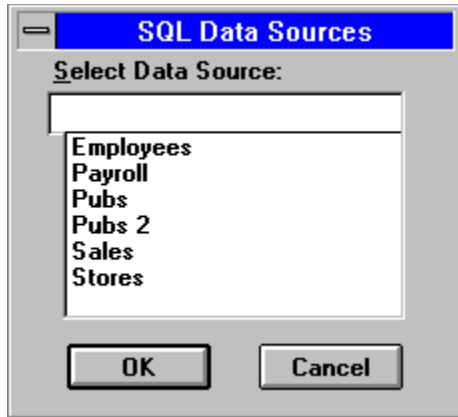 SQL Data Sources
Select Data Source:
Employees
Payroll
Pubs
Pubs 2
Sales
Stores
OK
Cancel